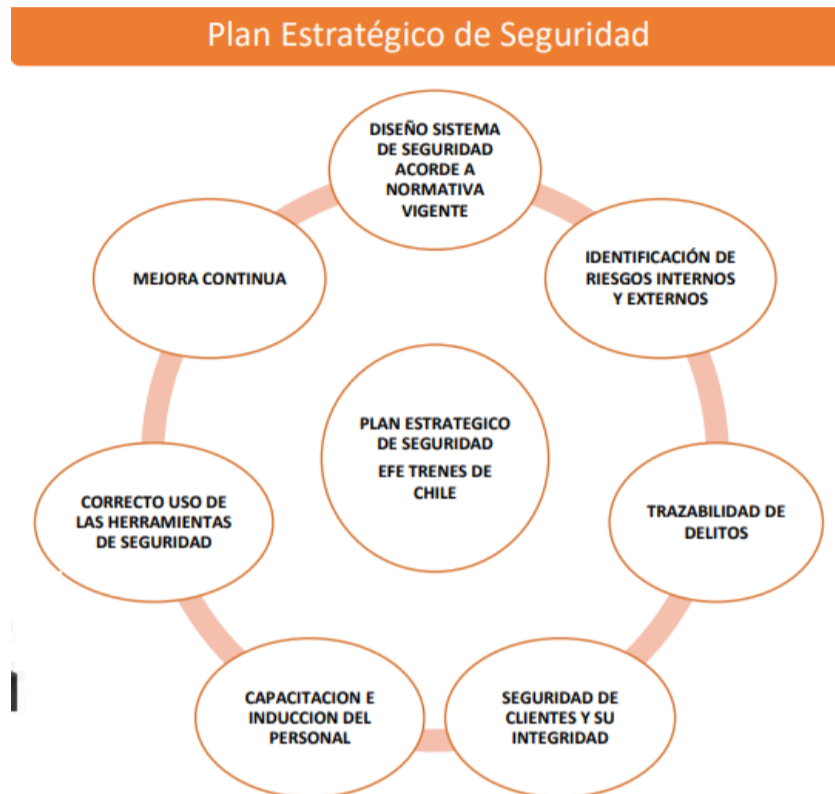 Plan Estratégico de Seguridad
DISEÑO SISTEMA
DE SEGURIDAD
ACORDE A
NORMATIVA
VIGENTE
IDENTIFICACIÓN DE
RIESGOS INTERNOS
Y EXTERNOS
TRAZABILIDAD DE
DELITOS
SEGURIDAD DE
CLIENTES Y SU
INTEGRIDAD
CAPACITACION E
INDUCCION DEL
PERSONAL
CORRECTO USO DE
LAS HERRAMIENTAS
DE SEGURIDAD
MEJORA CONTINUA
PLAN ESTRATEGICO
DE SEGURIDAD
EFE TRENES DE
CHILE